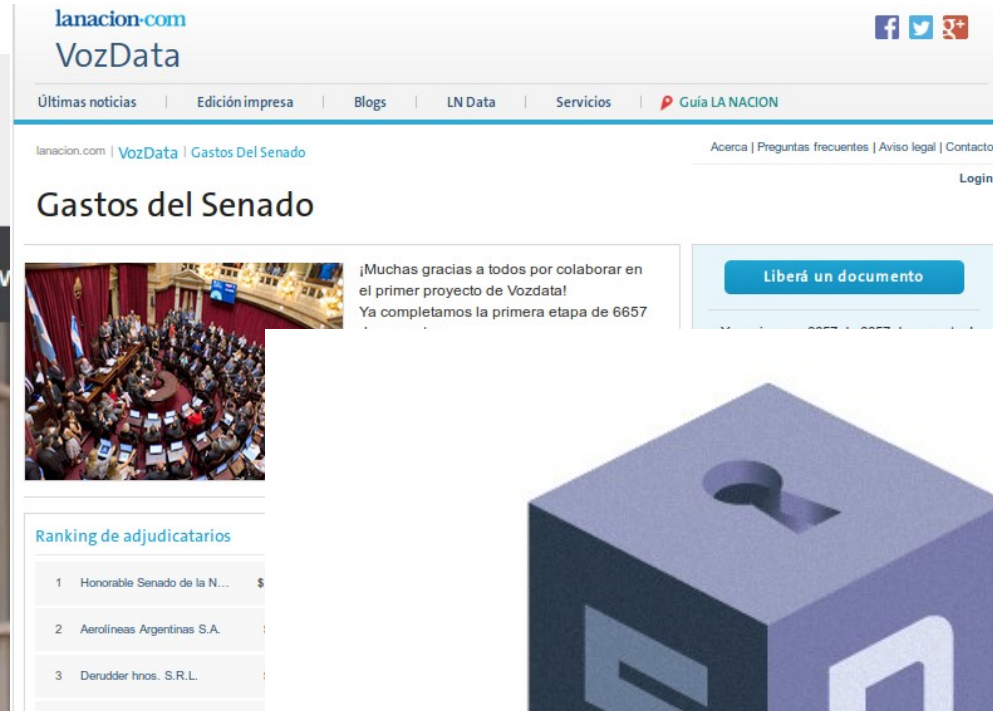 lanacion.com
VozData
Últimas noticias | Edición impresa | Blogs | LN Data | Servicios | Guía LA NACION
lanacion.com | VozData | Gastos Del Senado
Acerca | Preguntas frecuentes | Aviso legal | Contacto
Login
Gastos del Senado
¡Muchas gracias a todos por colaborar en
el primer proyecto de Vozdata!
Ya completamos la primera etapa de 6657
Liberá un documento
Ranking de adjudicatarios
1 Honorable Senado de la N... $
2 Aerolíneas Argentinas S.A.
3 Derudder hnos. S.R.L.